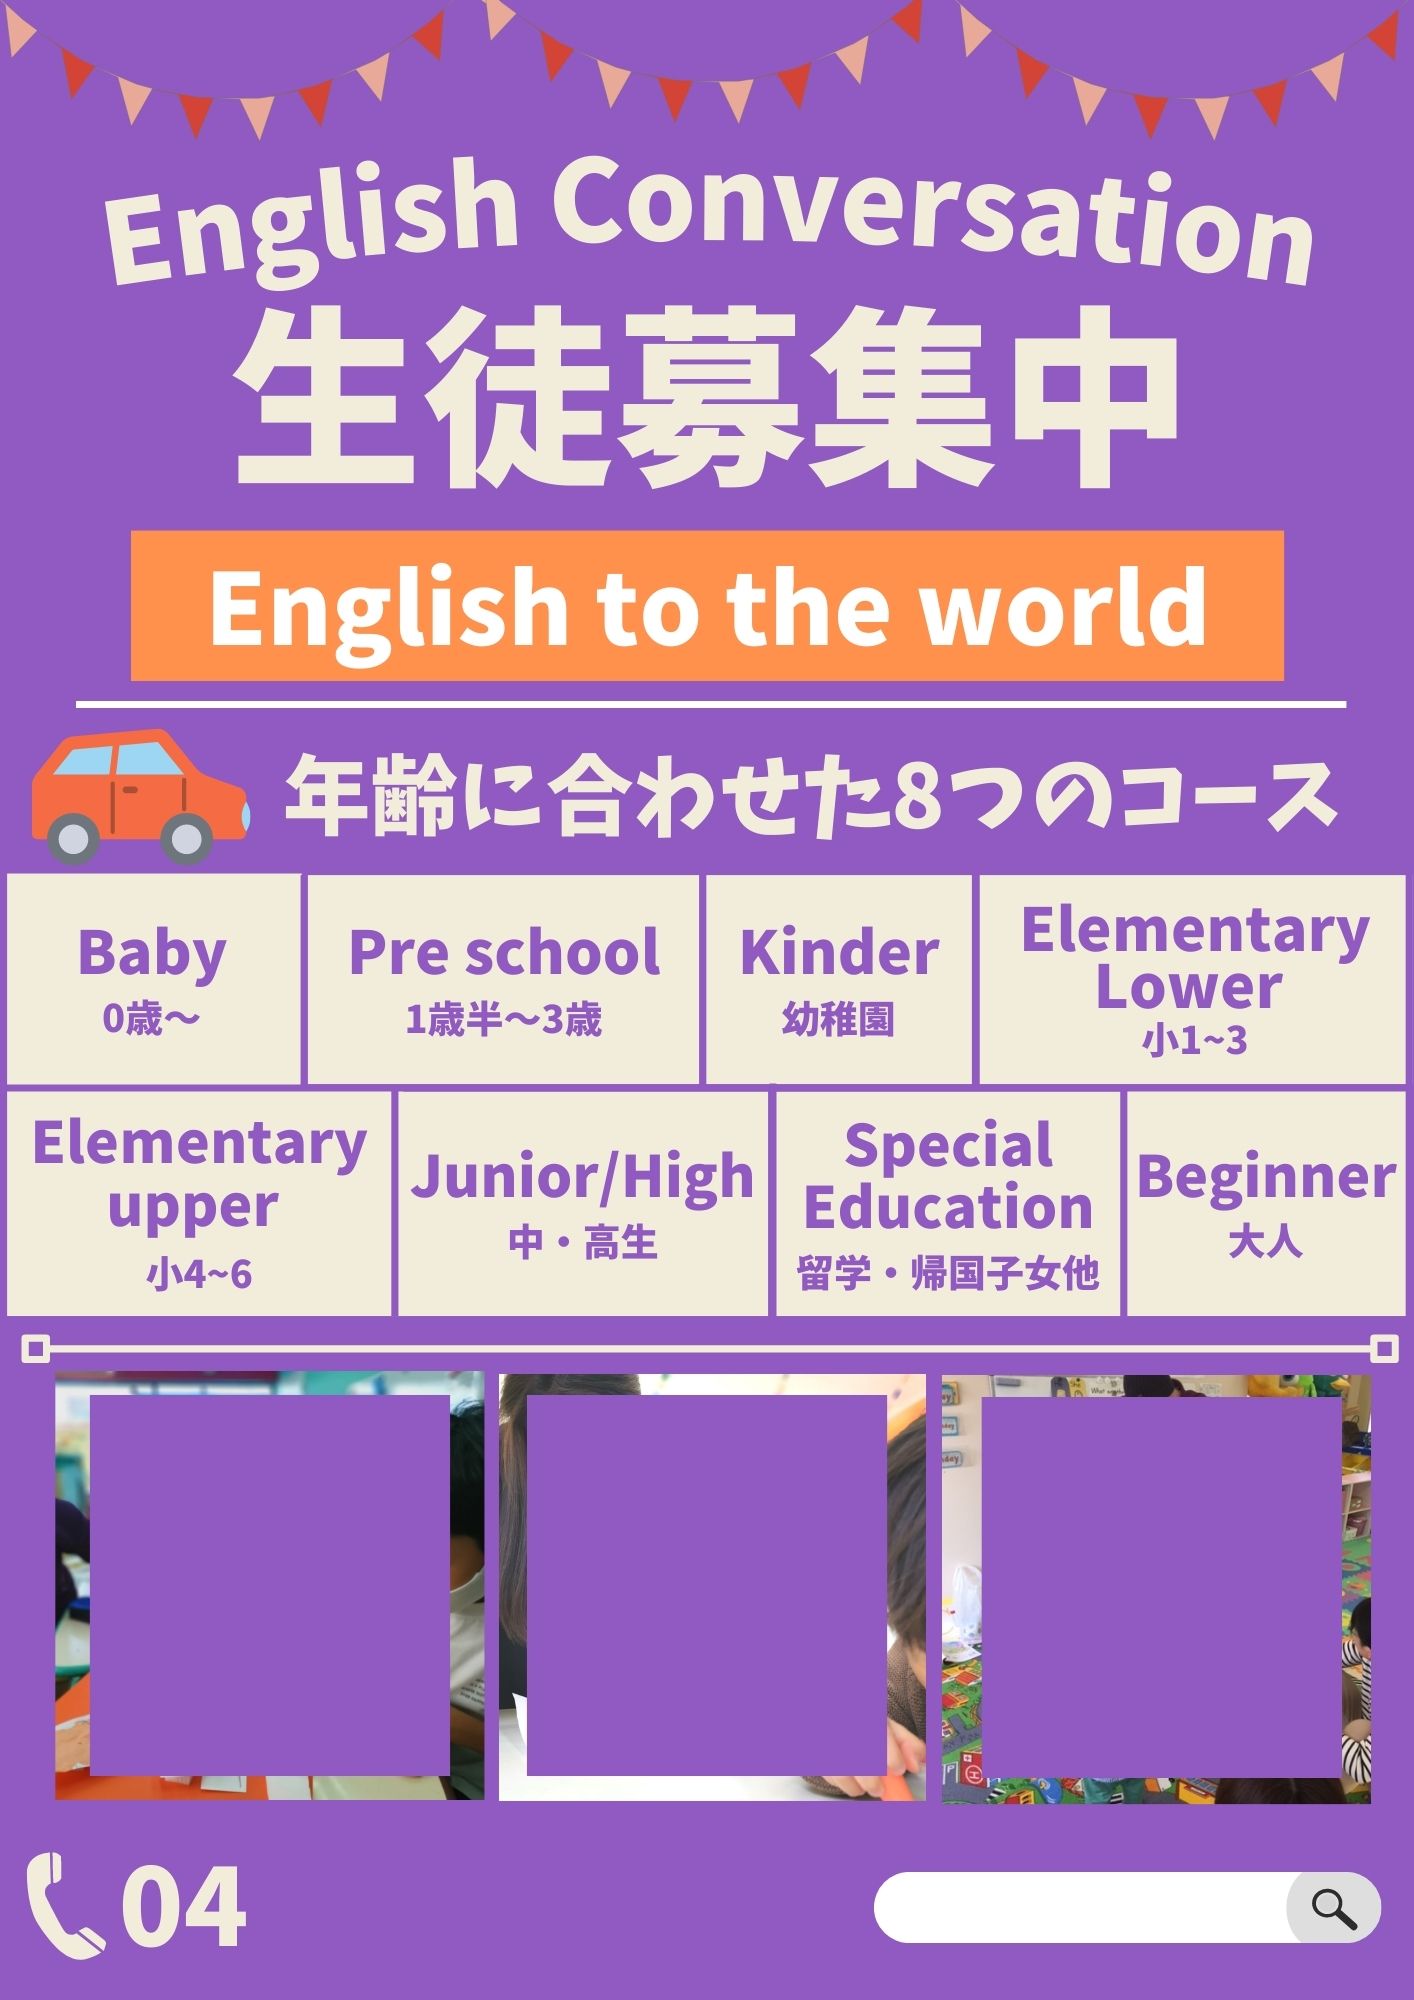 English Conversation
生徒募集中
English to the world
年齢に合わせた8つのコース
Baby
0歳〜
Pre school
1歳半〜3歳
Kinder
幼稚園
Elementary
Lower
小1~3
Elementary
upper
小4~6
Junior/High
中・高生
Special
Education
留学・帰国子女他
Beginner
大人
04